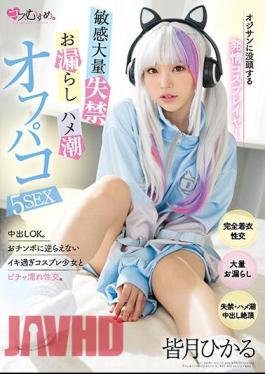 コスむすめ。
オジサンに没頭する
発情コスプレイヤー
敏感大量失禁
お漏らしハメ潮
オフパコ
5SEX
中出しOK。
おチンポに逆らえない
イキ過ぎコスプレ少女と
ビチャ濡れ性交。
完全着衣
性交
大量
お漏らし
失禁・ハメ潮
中出し絶頂
皆月ひかる
JAVHD